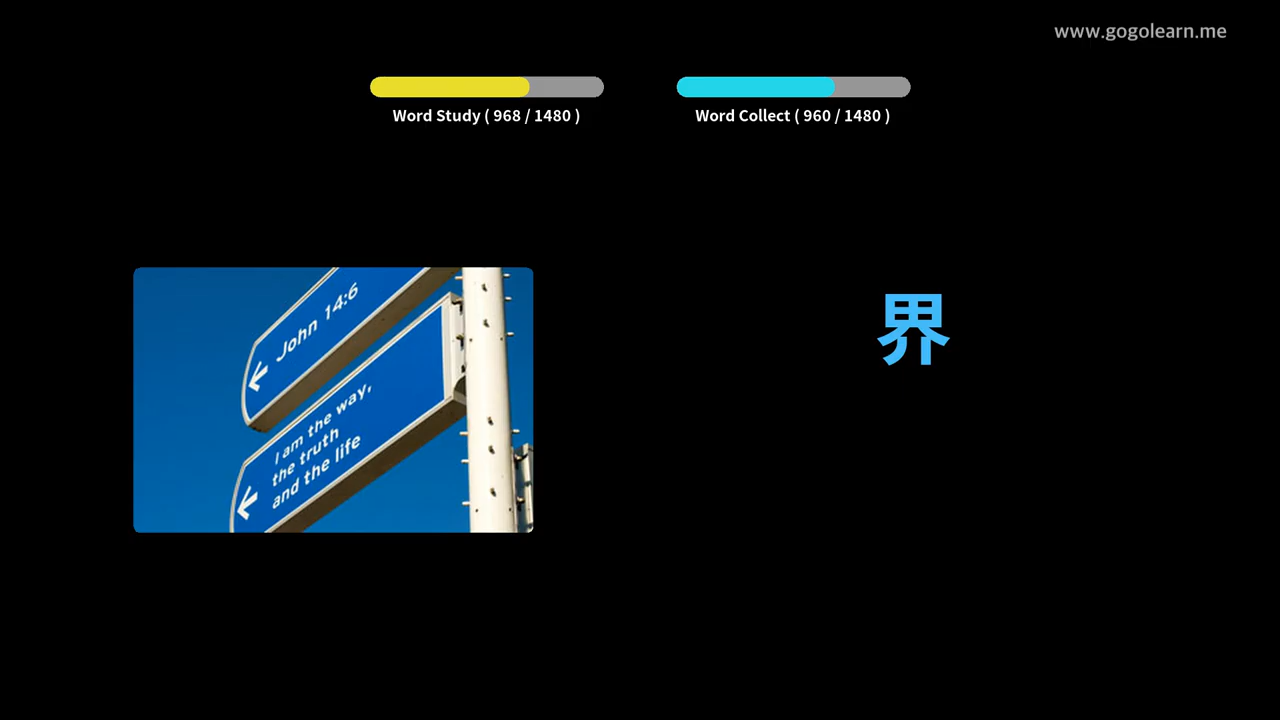 www.gogolearn.me
Word Study ( 968 / 1480 )
Word Collect ( 960 / 1480 )
John 14:6
I am the way,
the truth
and the life
界